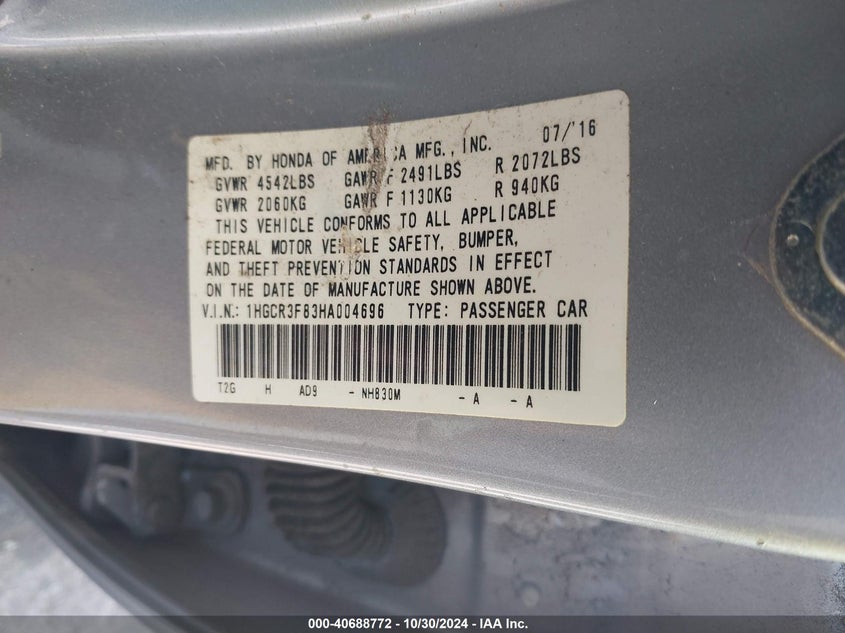 MFD. BY HONDA OF AMERICA MFG., INC. 07/'16
GVWR 4542LBS GAWR F 2491LBS R 2072LBS
GVWR 2060KG GAWR F 1130KG R 940KG
THIS VEHICLE CONFORMS TO ALL APPLICABLE
FEDERAL MOTOR VEHICLE SAFETY, BUMPER,
AND THEFT PREVENTION STANDARDS IN EFFECT
ON THE DATE OF MANUFACTURE SHOWN ABOVE.
V.I.N.: 1HGCR3F83HA004696 TYPE: PASSENGER CAR
T2G H AD9 - NH830M - A - A
000-40688772 - 10/30/2024 - IAA Inc.